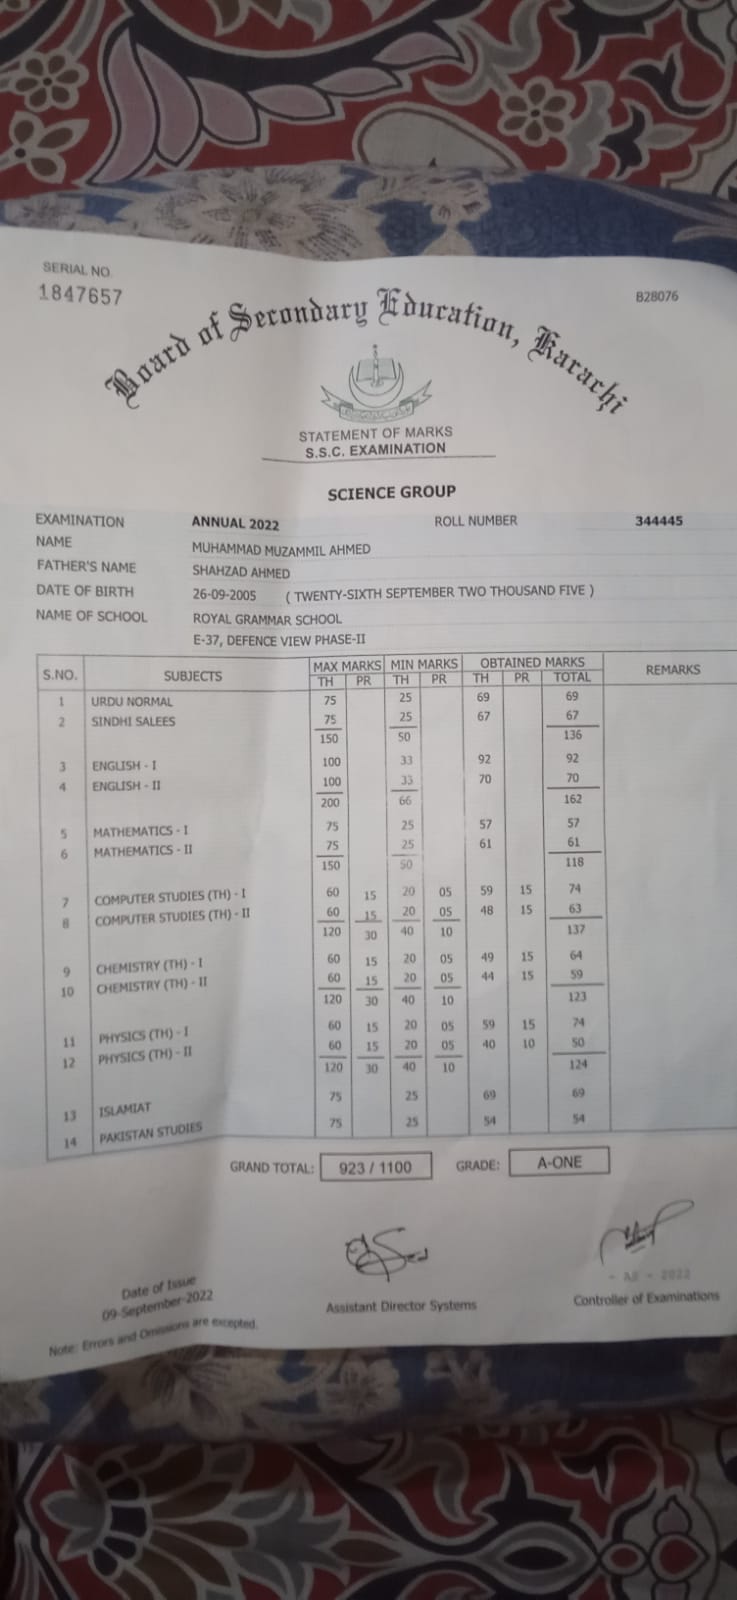 SERIAL NO.
1847657
B28076
Board of Secondary Education, Karachi
STATEMENT OF MARKS
S.S.C. EXAMINATION
SCIENCE GROUP
EXAMINATION ANNUAL 2022 ROLL NUMBER 344445
NAME MUHAMMAD MUZAMMIL AHMED
FATHER'S NAME SHAHZAD AHMED
DATE OF BIRTH 26-09-2005 ( TWENTY-SIXTH SEPTEMBER TWO THOUSAND FIVE )
NAME OF SCHOOL ROYAL GRAMMAR SCHOOL
E-37, DEFENCE VIEW PHASE-II
S.NO. SUBJECTS MAX MARKS MIN MARKS OBTAINED MARKS REMARKS
TH PR TH PR TH PR TOTAL
1 URDU NORMAL 75 25 69 69
2 SINDHI SALEES 75 25 67 67
150 50 136
3 ENGLISH - I 100 33 92 92
4 ENGLISH - II 100 33 70 70
200 66 162
5 MATHEMATICS - I 75 25 57 57
6 MATHEMATICS - II 75 25 61 61
150 50 118
7 COMPUTER STUDIES (TH) - I 60 15 20 05 59 15 74
8 COMPUTER STUDIES (TH) - II 60 15 20 05 48 15 63
120 30 40 10 137
9 CHEMISTRY (TH) - I 60 15 20 05 49 15 64
10 CHEMISTRY (TH) - II 60 15 20 05 44 15 59
120 30 40 10 123
11 PHYSICS (TH) - I 60 15 20 05 59 15 74
12 PHYSICS (TH) - II 60 15 20 05 40 10 50
120 30 40 10 124
13 ISLAMIAT 75 25 69 69
14 PAKISTAN STUDIES 75 25 54 54
GRAND TOTAL: 923 / 1100 GRADE: A-ONE
Date of Issue
09-September-2022
Assistant Director Systems
2022
Controller of Examinations
Note: Errors and Omissions are excepted.